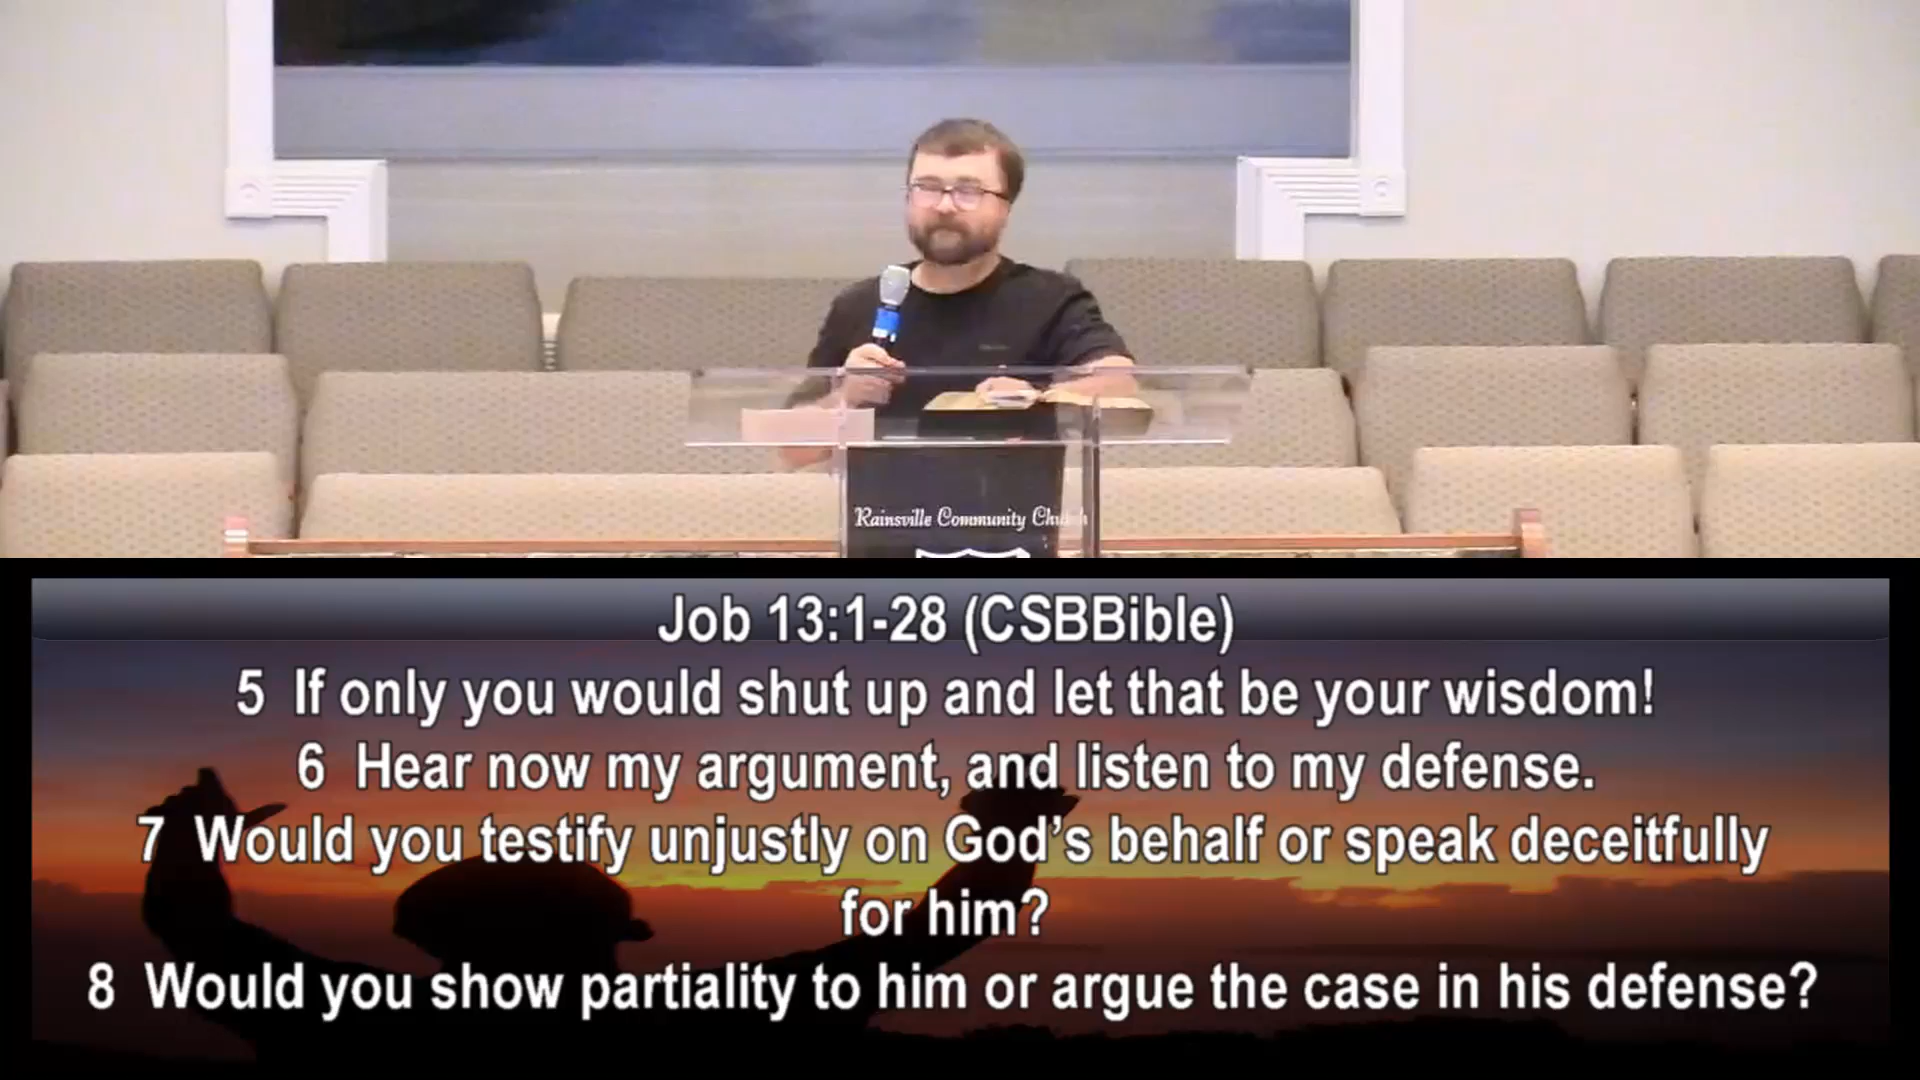 Rainsville Community Church
Job 13:1-28 (CSBBible)
5 If only you would shut up and let that be your wisdom!
6 Hear now my argument, and listen to my defense.
7 Would you testify unjustly on God’s behalf or speak deceitfully
for him?
8 Would you show partiality to him or argue the case in his defense?